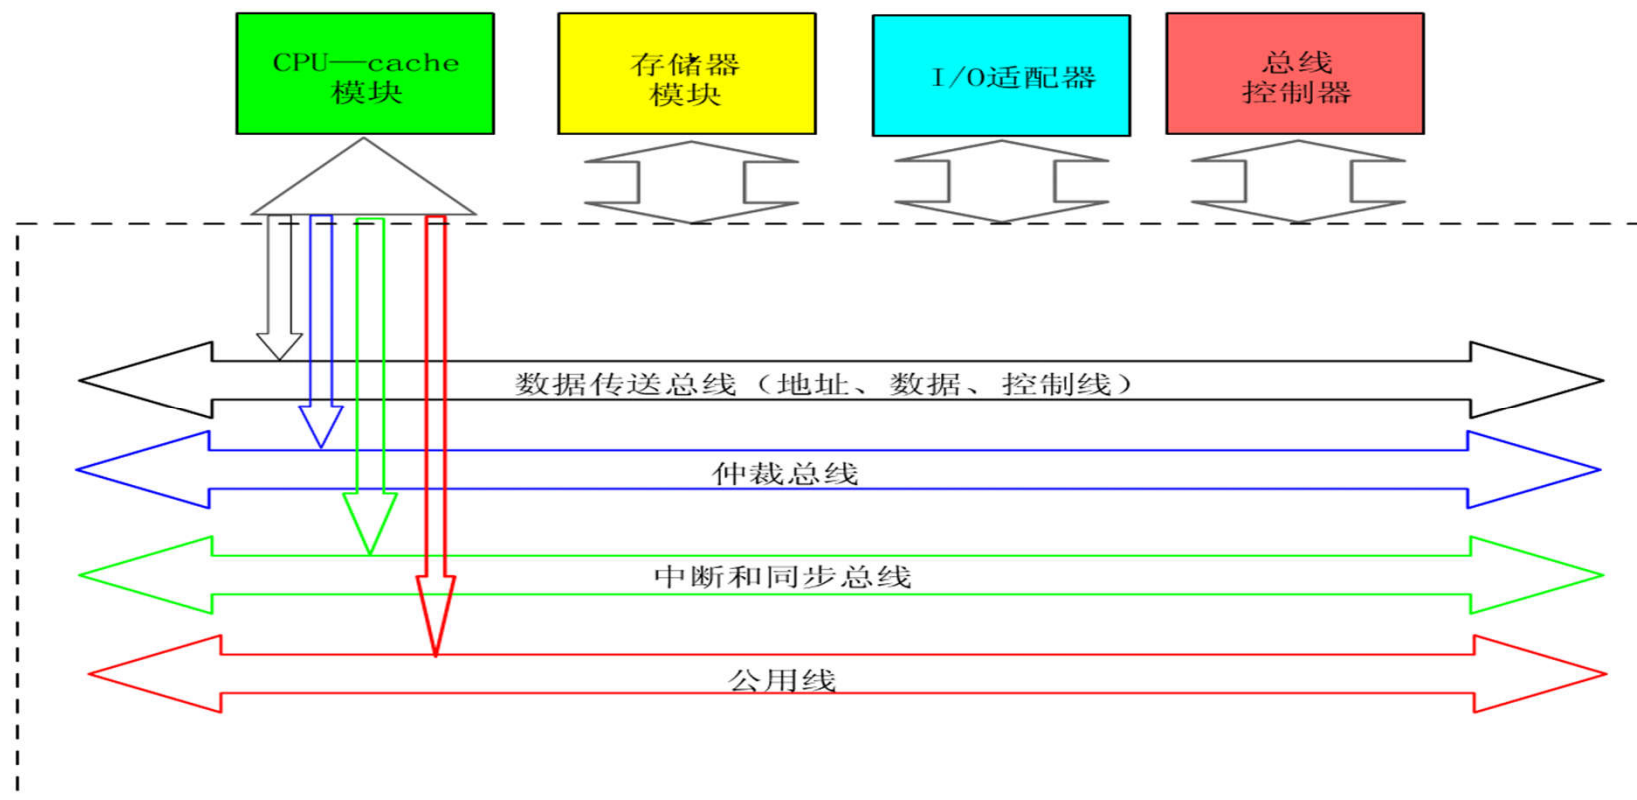 CPU—cache
模块
存储器
模块
I/O适配器
总线
控制器
数据传送总线（地址、数据、控制线）
仲裁总线
中断和同步总线
公用线